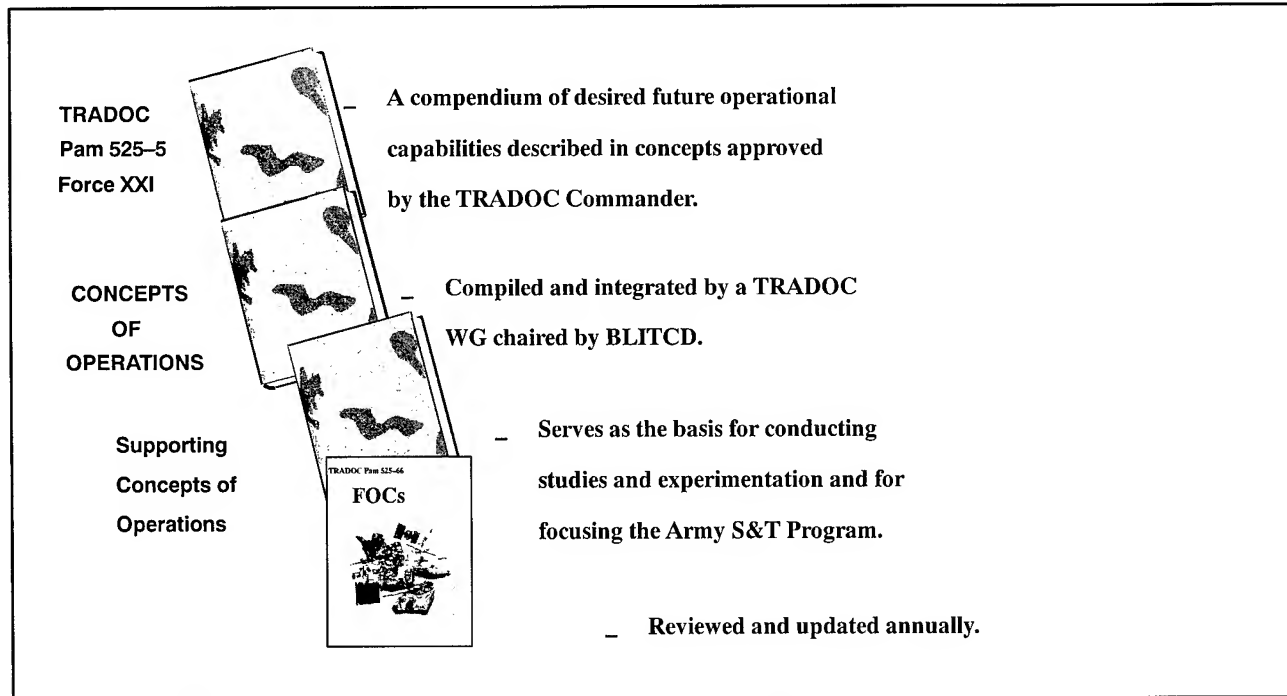 TRADOC
Pam 525–5
Force XXI
_ A compendium of desired future operational
capabilities described in concepts approved
by the TRADOC Commander.
CONCEPTS
OF
OPERATIONS
_ Compiled and integrated by a TRADOC
WG chaired by BLITCD.
Supporting
Concepts of
Operations
_ Serves as the basis for conducting
studies and experimentation and for
focusing the Army S&T Program.
TRADOC Pam 525–66
FOCs
_ Reviewed and updated annually.